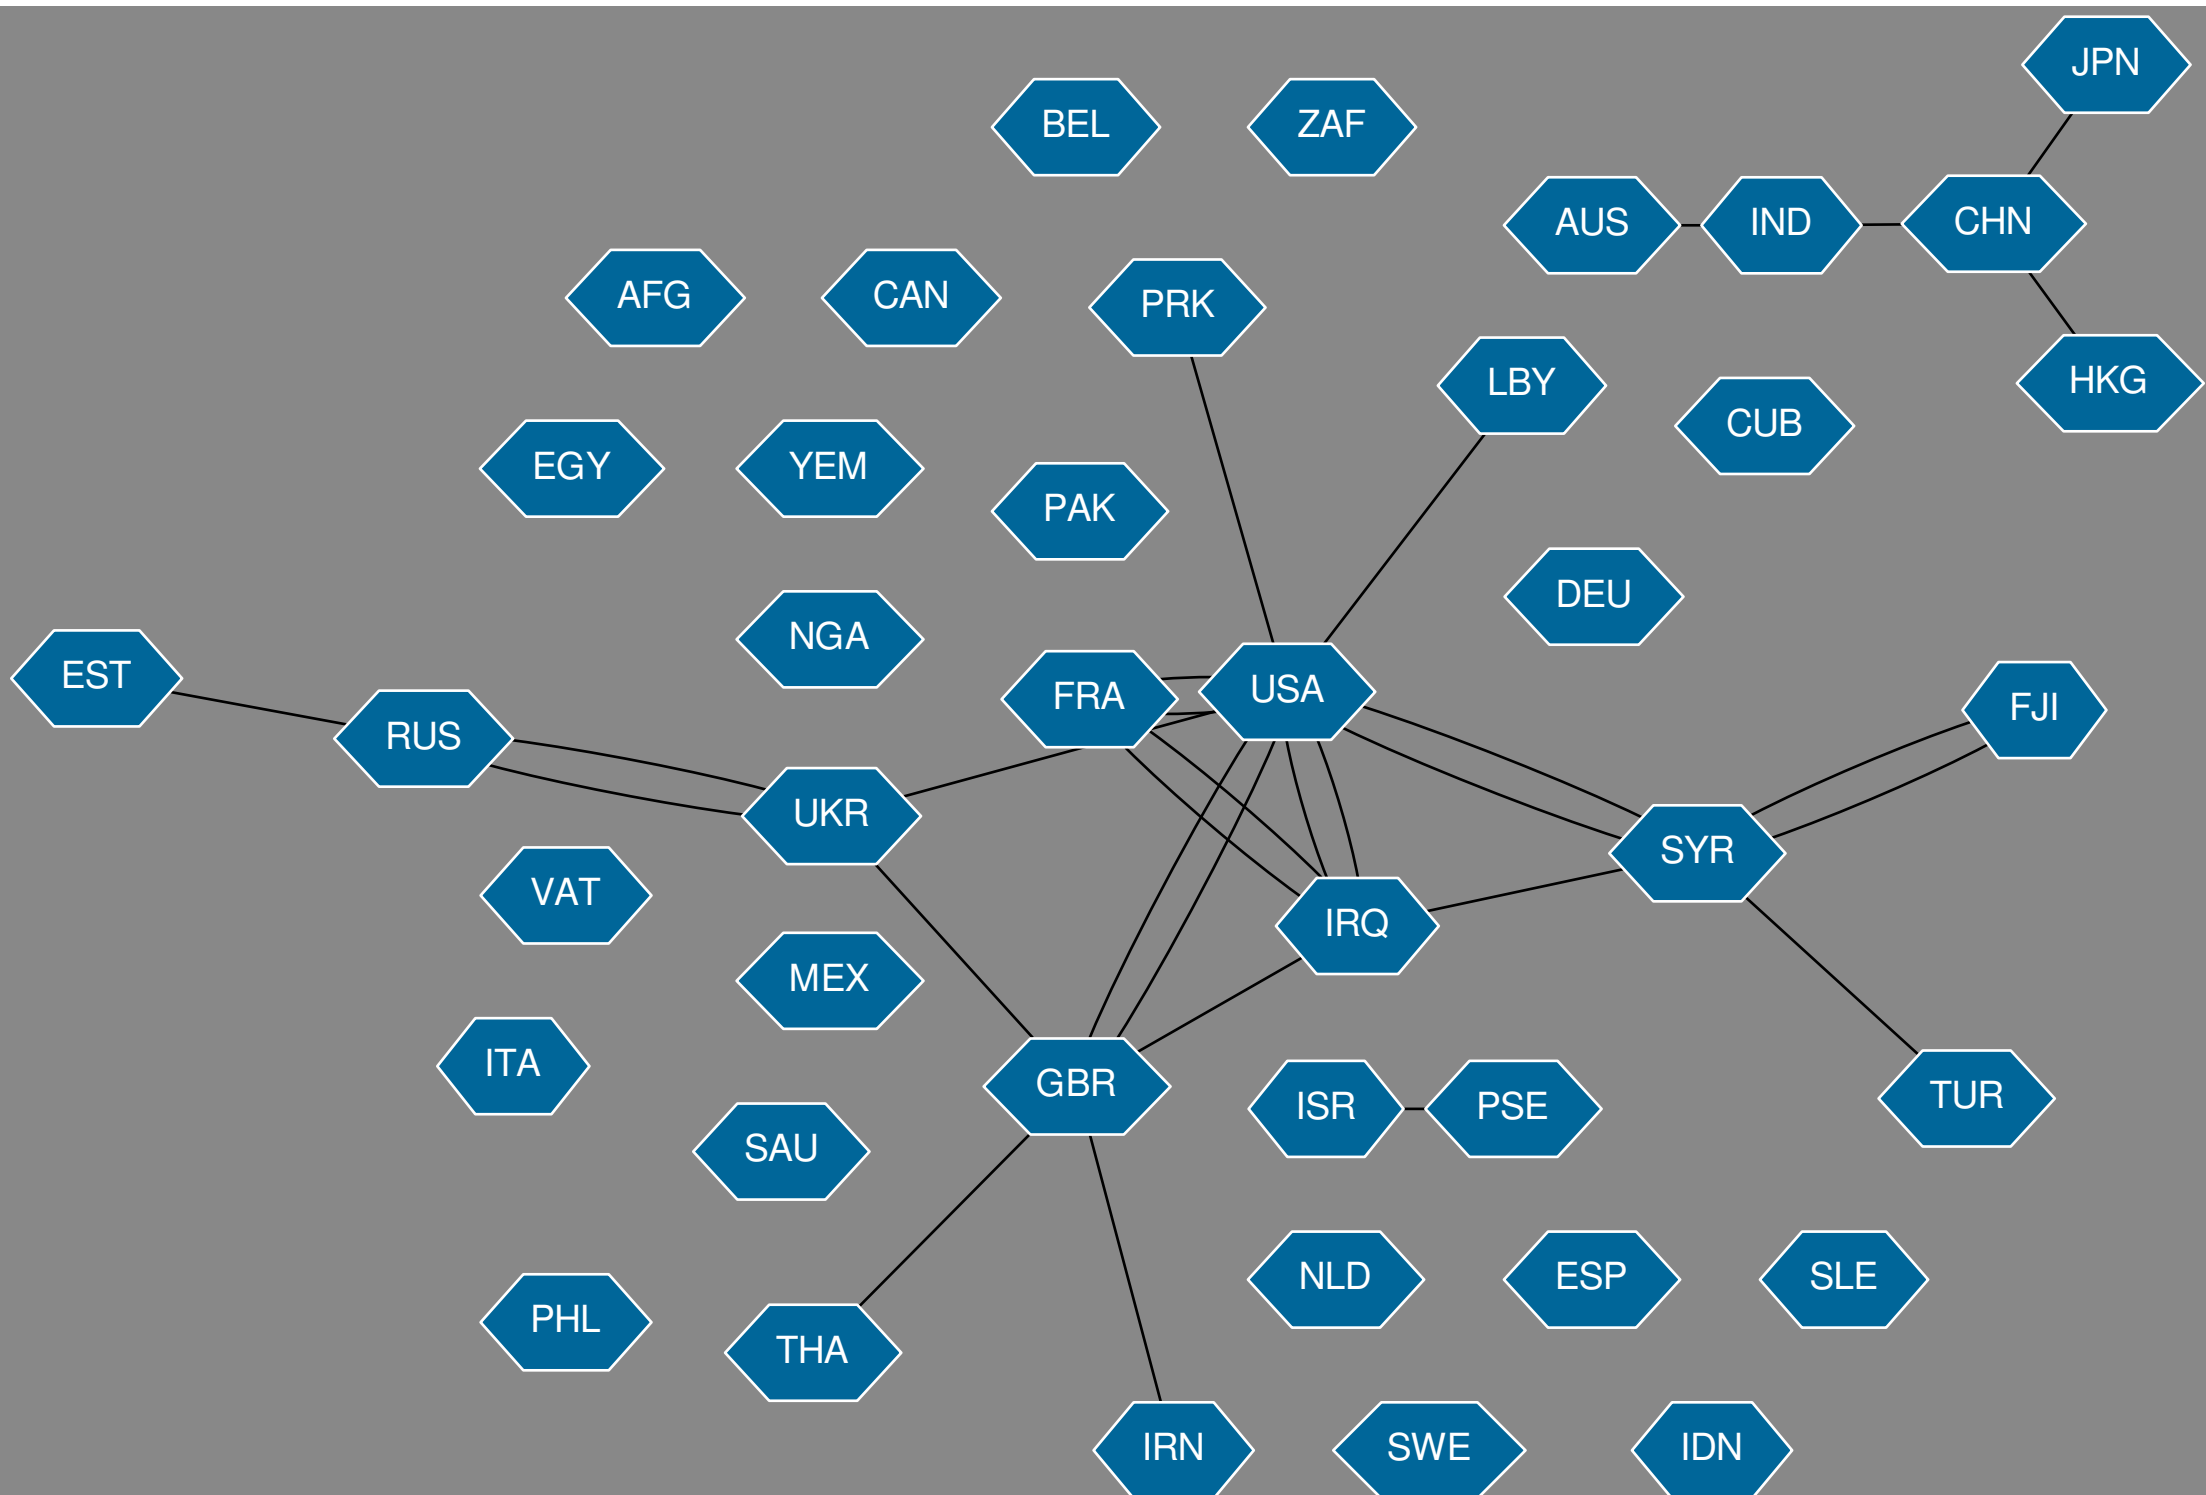 JPN
BEL
ZAF
AUS
IND
CHN
AFG
CAN
PRK
LBY
HKG
CUB
EGY
YEM
PAK
DEU
NGA
EST
FRA
USA
FJI
RUS
UKR
SYR
VAT
IRQ
MEX
ITA
GBR
ISR
PSE
TUR
SAU
NLD
ESP
SLE
PHL
THA
IRN
SWE
IDN